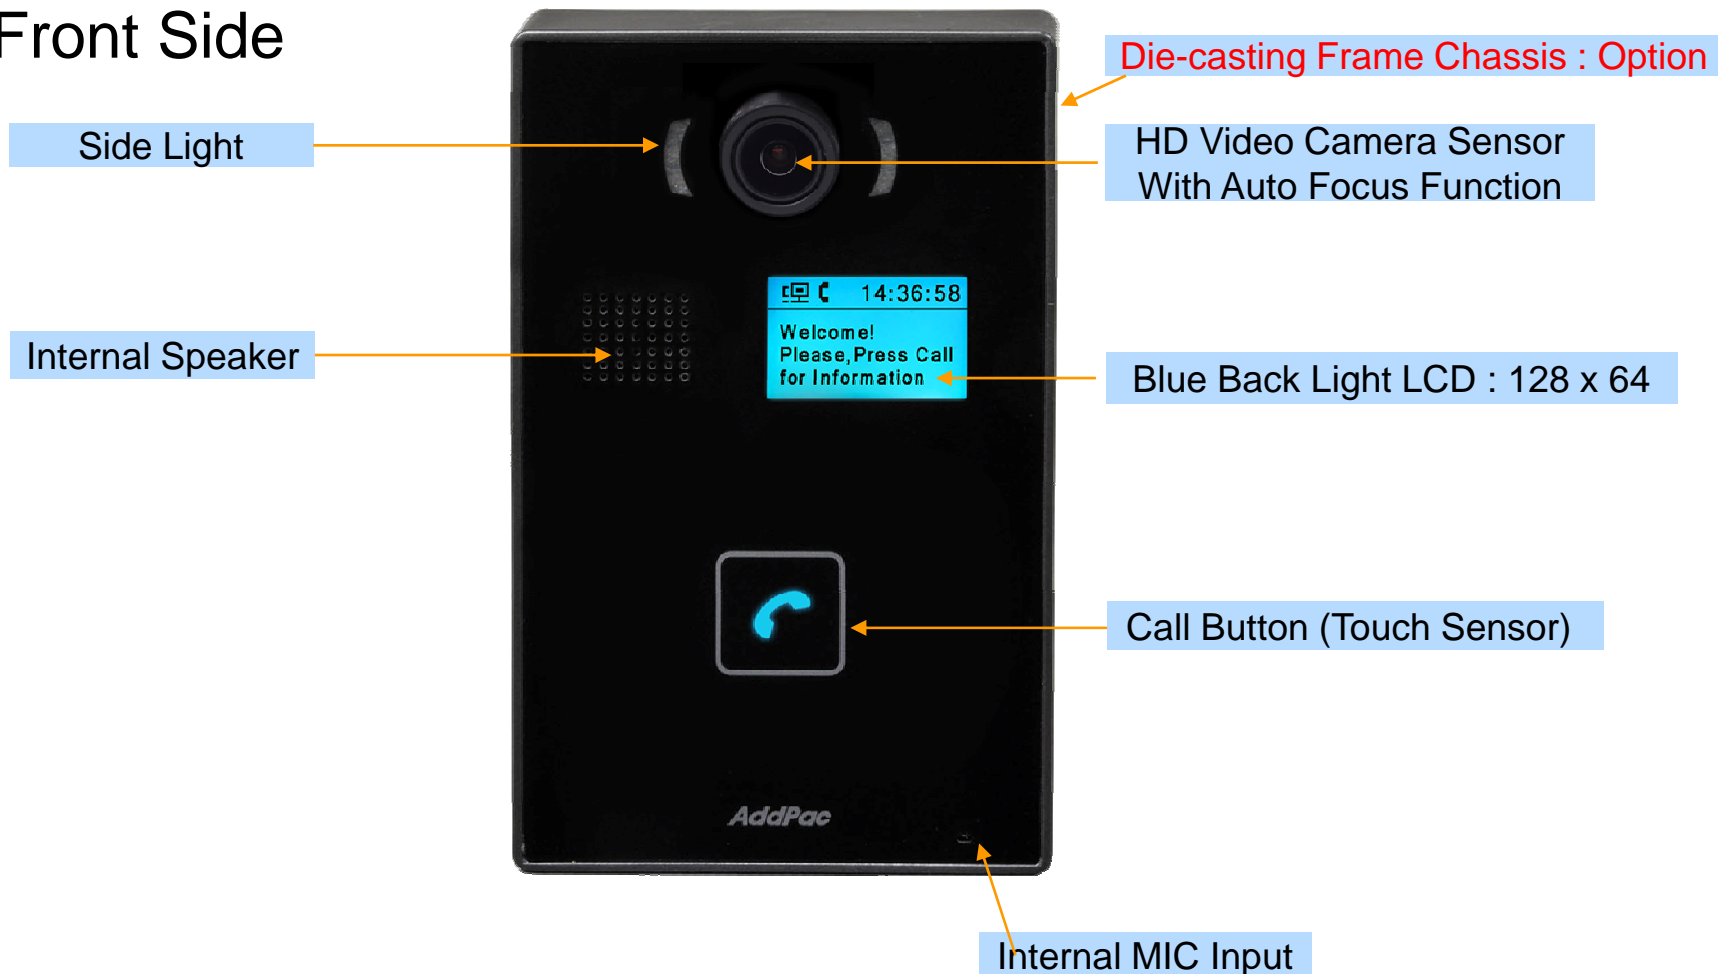 Front Side
Die-casting Frame Chassis : Option
Side Light
HD Video Camera Sensor
With Auto Focus Function
14:36:58
Welcome!
Please,Press Call
for Information
Internal Speaker
Blue Back Light LCD : 128 x 64
Call Button (Touch Sensor)
AddPac
Internal MIC Input